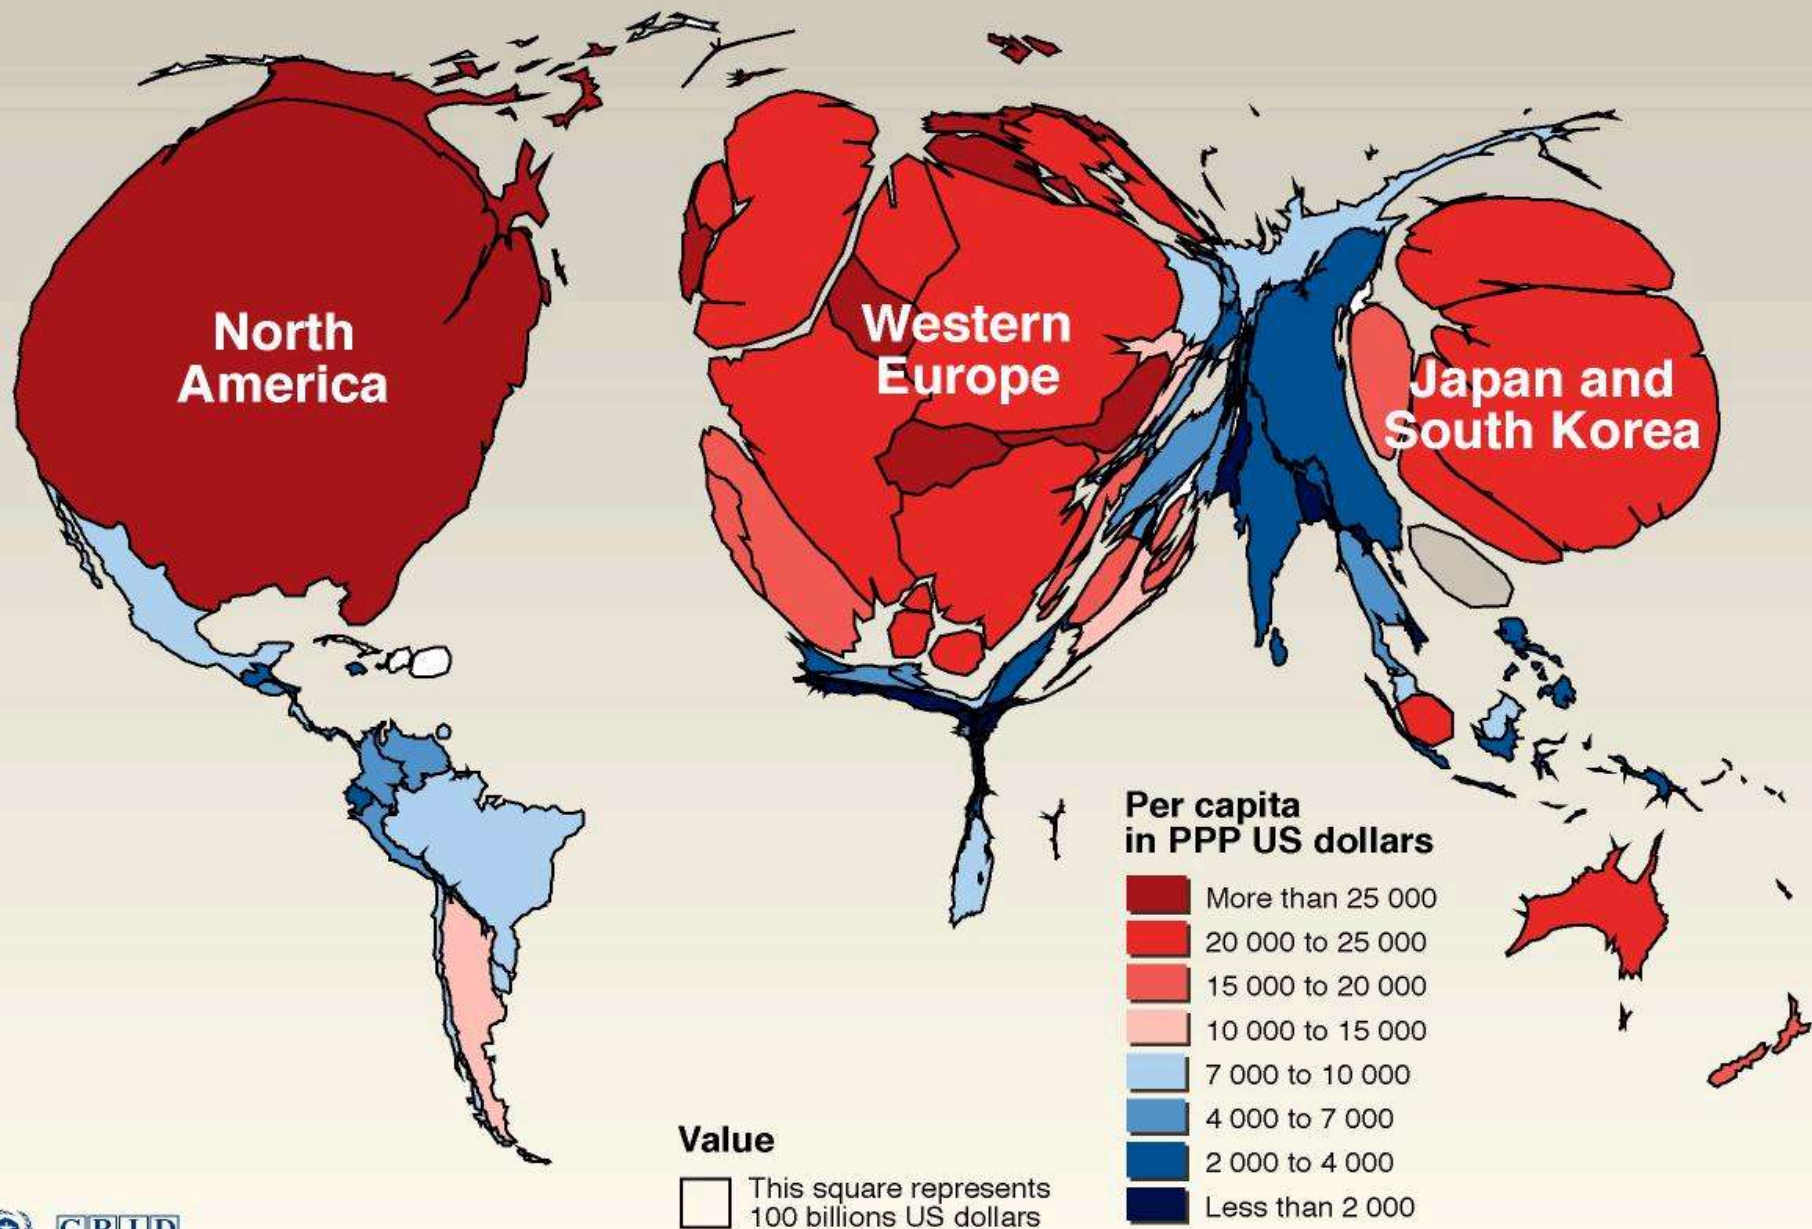 North
America
Western
Europe
Japan and
South Korea
Per capita
in PPP US dollars
More than 25 000
20 000 to 25 000
15 000 to 20 000
10 000 to 15 000
7 000 to 10 000
4 000 to 7 000
2 000 to 4 000
Less than 2 000
Value
This square represents
100 billions US dollars
GRID